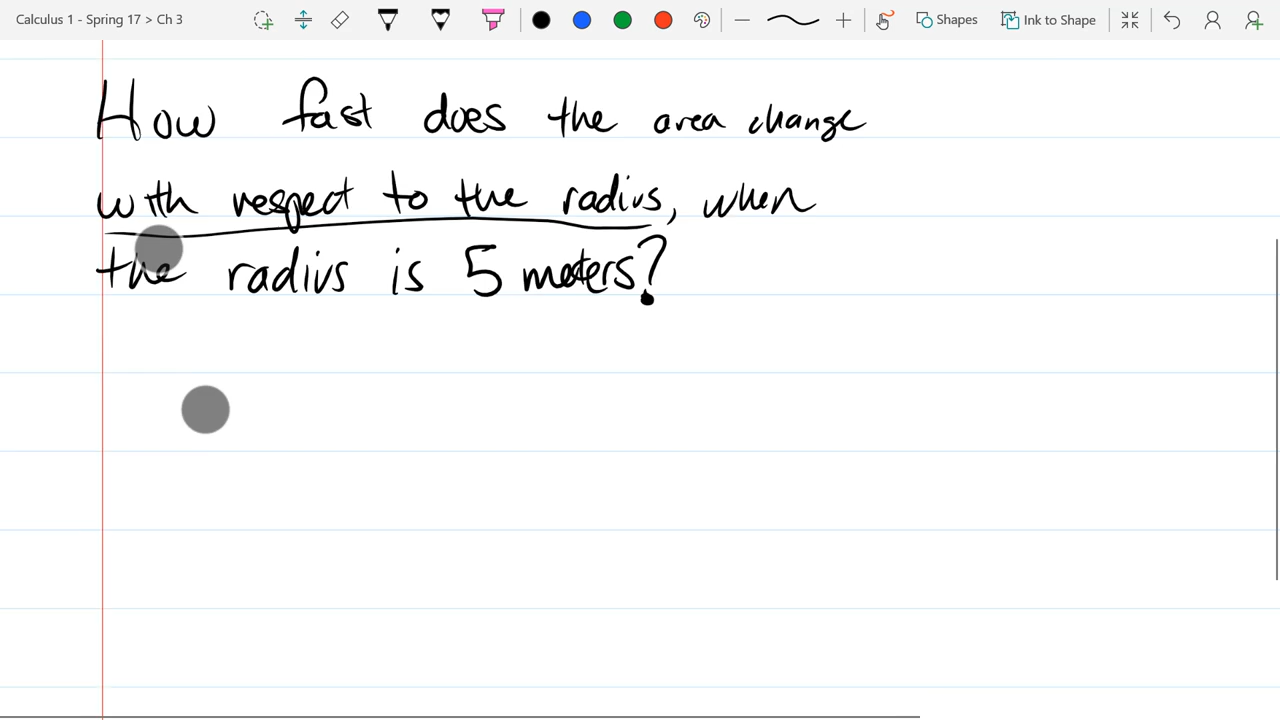 Calculus 1 - Spring 17 > Ch 3
Shapes
Ink to Shape
How fast does the area change
with respect to the radius, when
the radius is 5 meters?